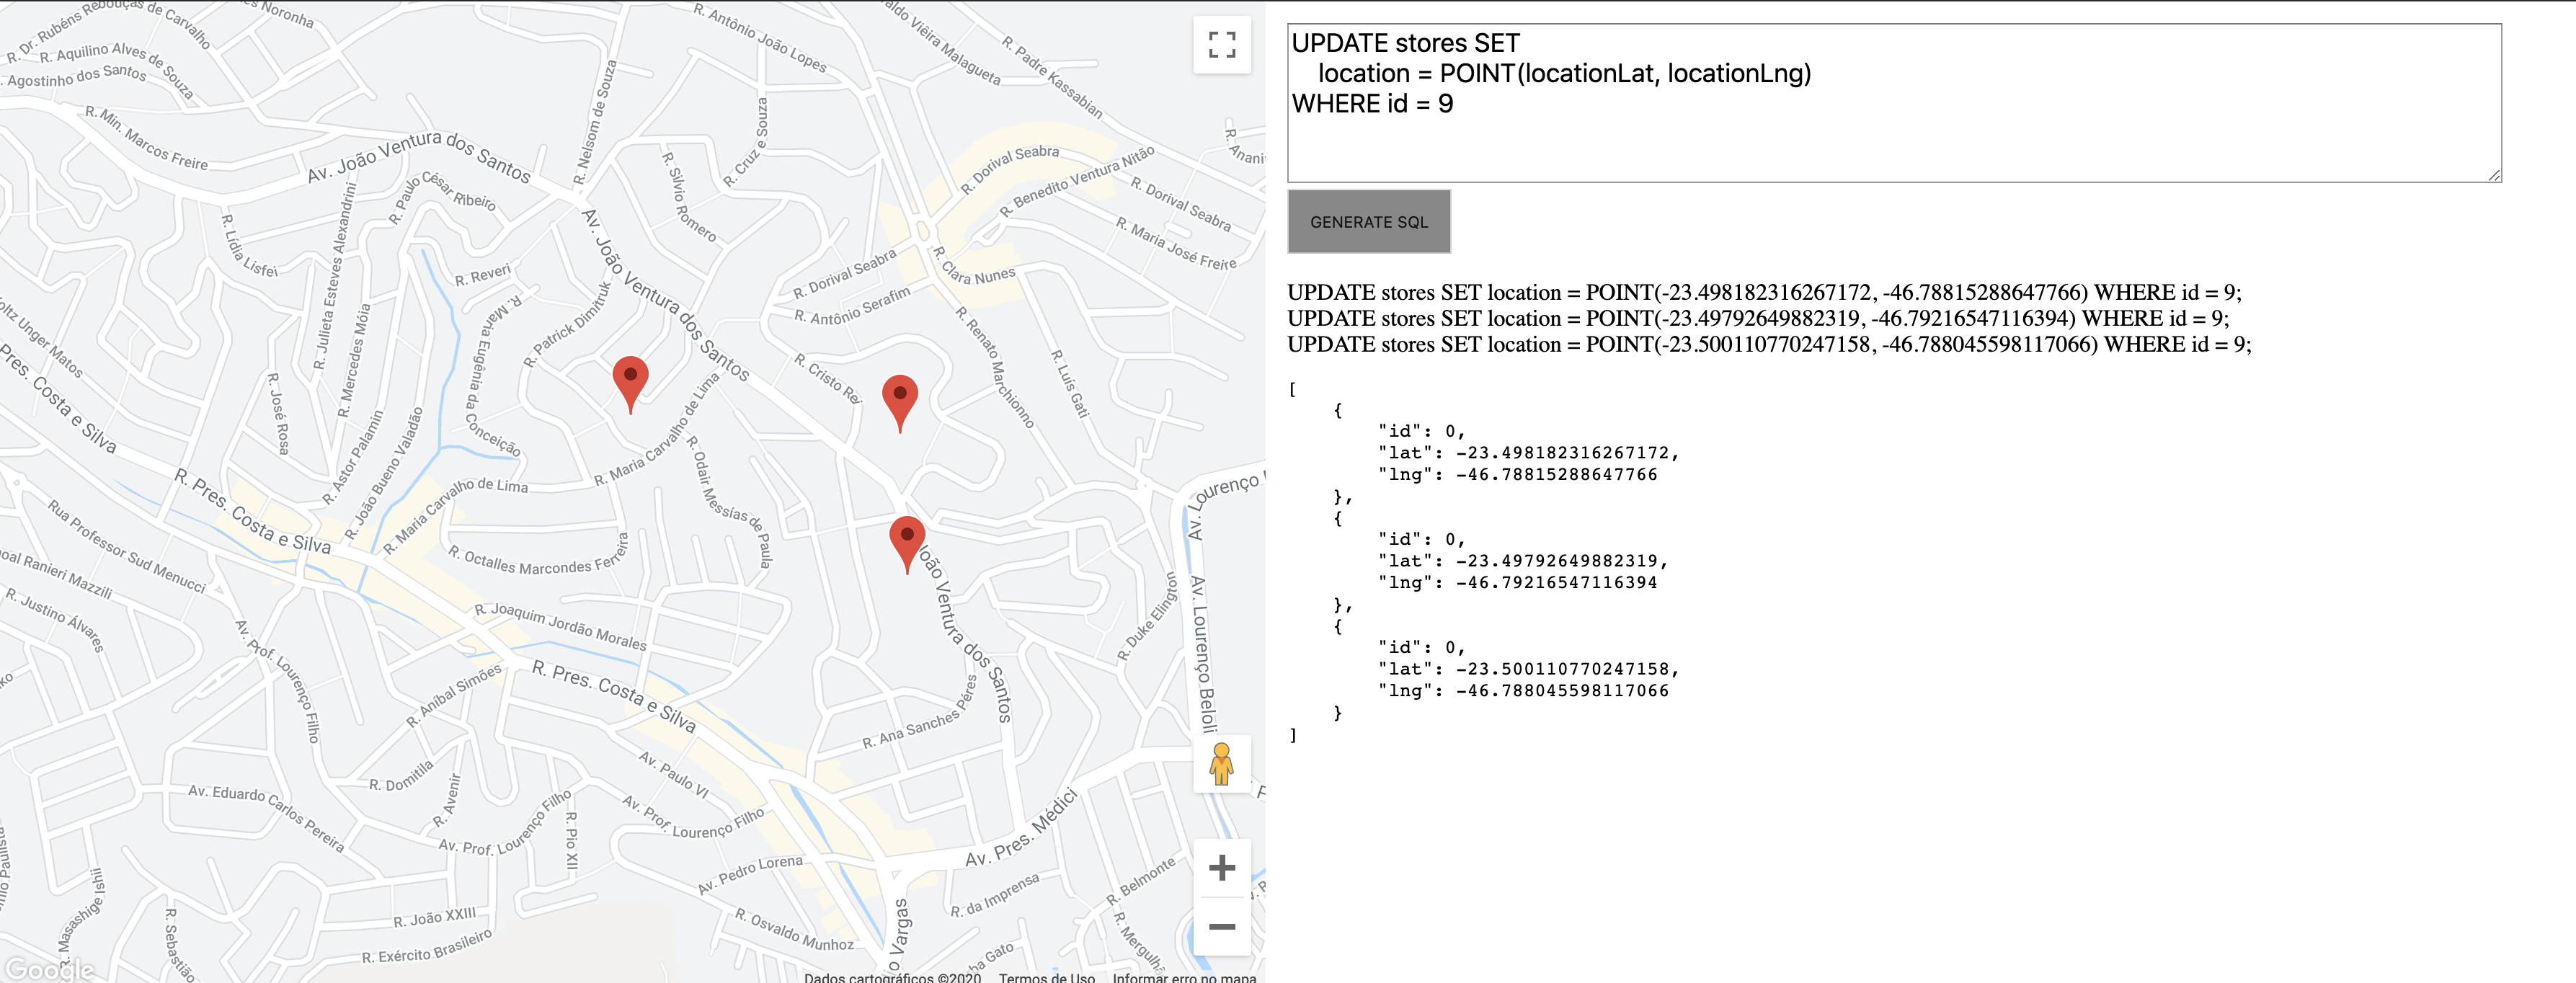 R. Dr. Rubens Rebouças de Carvalho
Noronha
R. Aquilino Alves de Souza
Agostinho dos Santos
R. Min. Marcos Freire
Av. João Ventura dos Santos
R. Nelsom de Souza
R. Antônio João Lopes
aldo Vieira Malagueta
R. Padre Kassabian
R. Cruz e Souza
R. Silvio Romero
R. Dorival Seabra
R. Benedito Ventura Nitão
R. Dorival Seabra
R. Maria José Freire
R. Anani
R. Paulo César Ribeiro
R. Lídia Lisfei
R. Julieta Esteves Alexandrini
R. Reveri
R. Maria Eugênia da Conceição
R. Patrick Dimitruk
Av. João Ventura dos Santos
R. Dorival Seabra
R. Antônio Serafim
R. Clara Nunes
R. Renato Marchionno
R. Luís Gati
R. Cristo Rei
oltz Unger Matos
R. Mercedes Móia
R. José Rosa
R. Astor Palamin
R. João Bueno Valadão
Pres. Costa e Silva
R. Pres. Costa e Silva
R. Maria Carvalho de Lima
R. Maria Carvalho de Lima
R. Odair Messías de Paula
R. Octalles Marcondes Ferreira
Rua Professor Sud Menucci
oal Ranieri Mazzili
R. Justino Álvares
R. Joaquim Jordão Morales
João Ventura dos Santos
Av. Lourenço
Av. Lourenço Beloli
R. Duke Elington
Av. Prof. Lourenço Filho
R. Aníbal Simões
R. Pres. Costa e Silva
R. Ana Sanches Péres
R. Domitila
R. Avenir
Av. Paulo VI
Av. Eduardo Carlos Pereira
Av. Prof. Lourenço Filho
R. Pio XII
Av. Prof. Lourenço Filho
Av. Pres. Médici
Av. Pedro Lorena
R. da Imprensa
R. Belmonte
R. Masashige Ishii
R. Sebastião
R. João XXIII
R. Exército Brasileiro
R. Osvaldo Munhoz
o Vargas
ba Gato
R. Mergulhã
Google
Dados cartográficos ©2020 Termos de Uso Informar erro no mapa
UPDATE stores SET
location = POINT(locationLat, locationLng)
WHERE id = 9
GENERATE SQL
UPDATE stores SET location = POINT(-23.498182316267172, -46.78815288647766) WHERE id = 9;
UPDATE stores SET location = POINT(-23.49792649882319, -46.79216547116394) WHERE id = 9;
UPDATE stores SET location = POINT(-23.500110770247158, -46.788045598117066) WHERE id = 9;
[
{
"id": 0,
"lat": -23.498182316267172,
"lng": -46.78815288647766
},
{
"id": 0,
"lat": -23.49792649882319,
"lng": -46.79216547116394
},
{
"id": 0,
"lat": -23.500110770247158,
"lng": -46.788045598117066
}
]